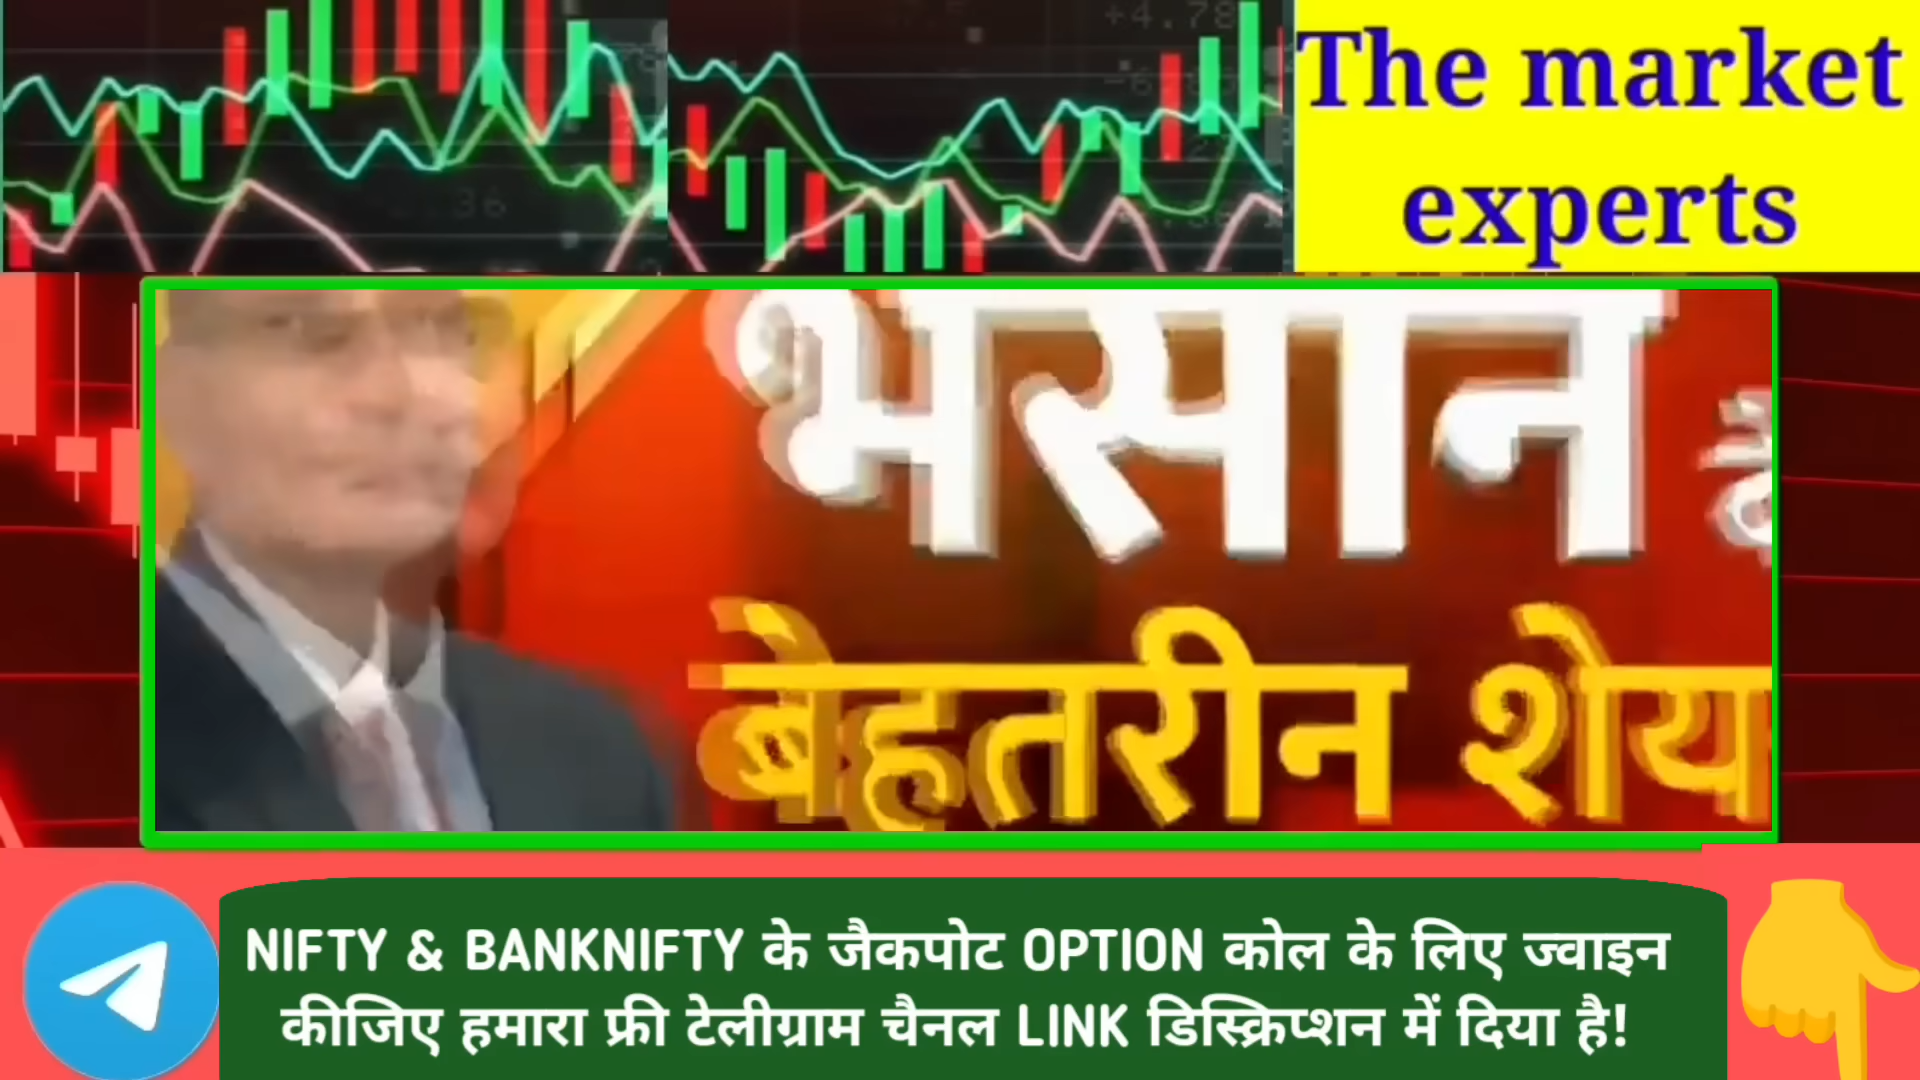 The market
experts
भसान
बेहतरीन शेय
NIFTY & BANKNIFTY के जैकपोट OPTION कोल के लिए ज्वाइन
कीजिए हमारा फ्री टेलीग्राम चैनल LINK डिस्क्रिप्शन में दिया है!